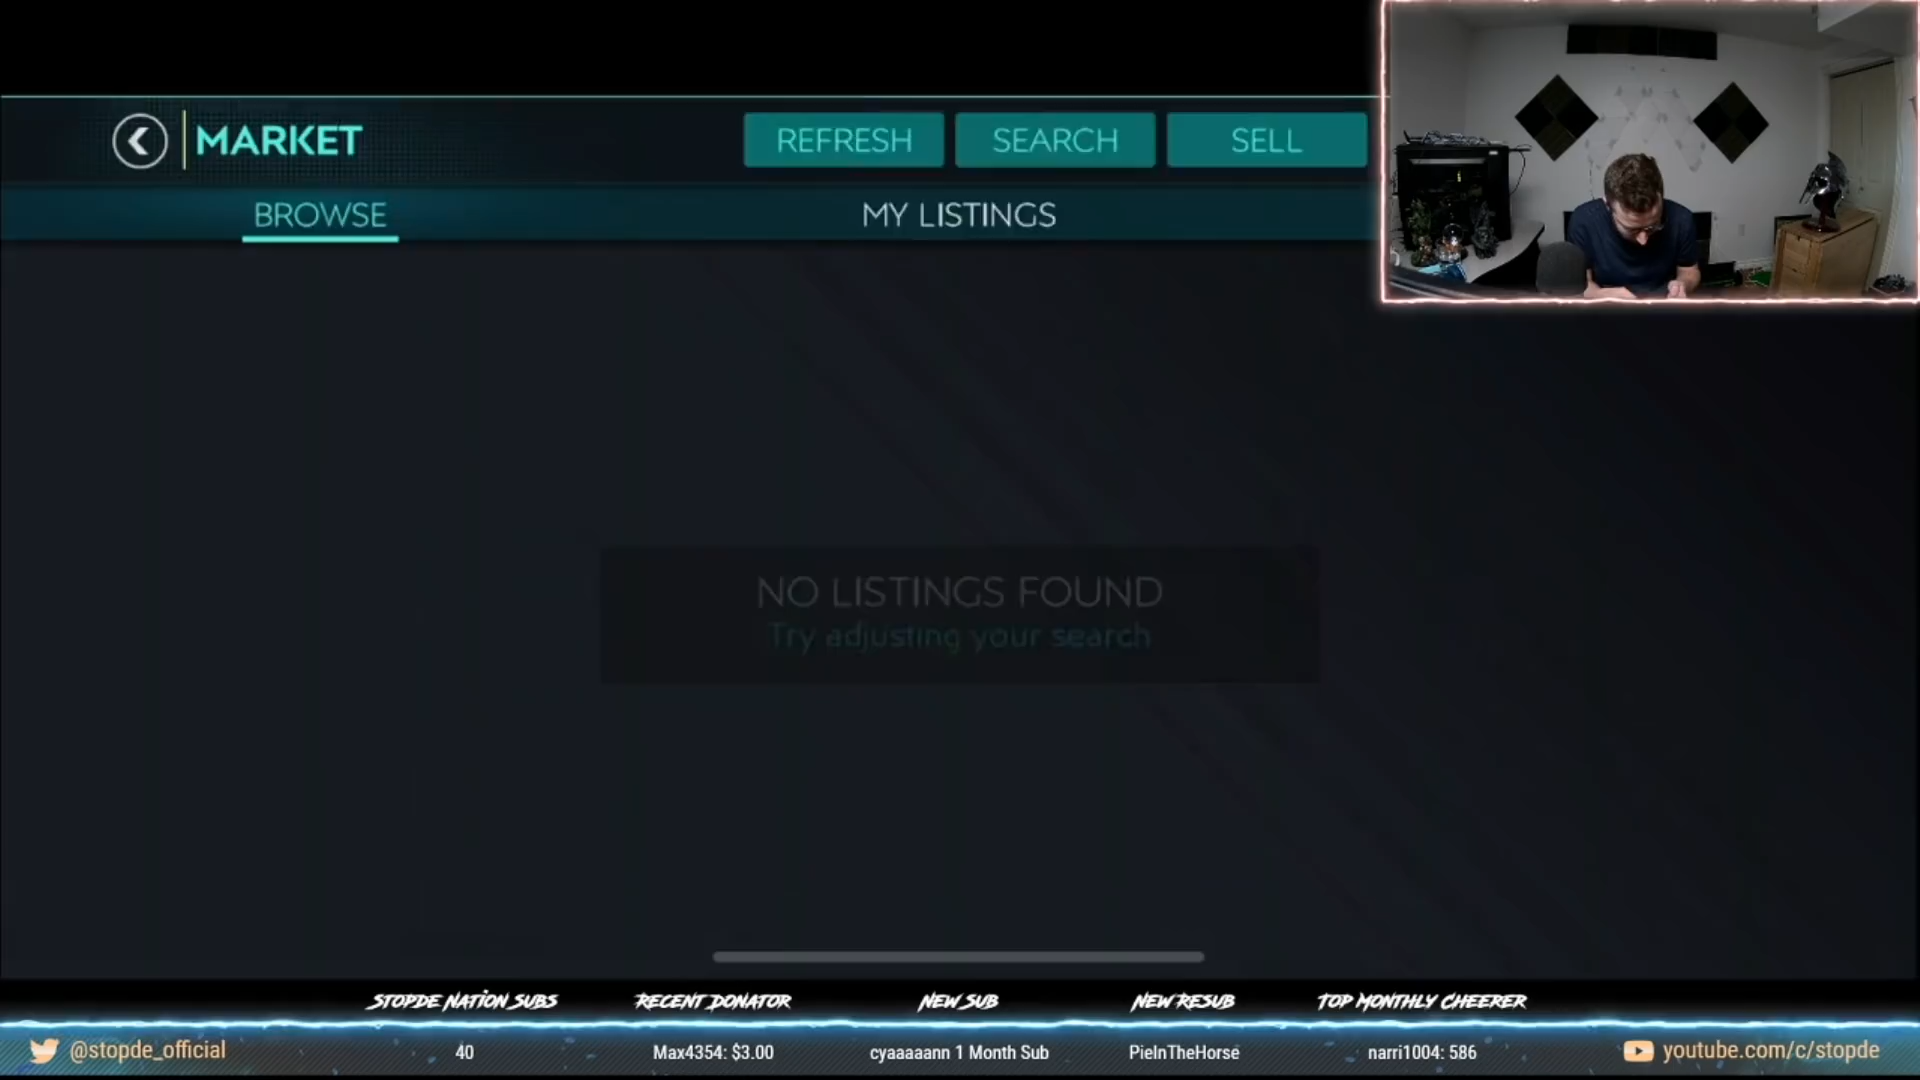 MARKET
REFRESH
SEARCH
SELL
BROWSE
MY LISTINGS
NO LISTINGS FOUND
Try adjusting your search
STOPDE NATION SUBS
RECENT DONATOR
NEW SUB
NEW RESUB
TOP MONTHLY CHEERER
@stopde_official
40
Max4354: $3.00
cyaaaaann 1 Month Sub
PieInTheHorse
narri1004: 586
youtube.com/c/stopde